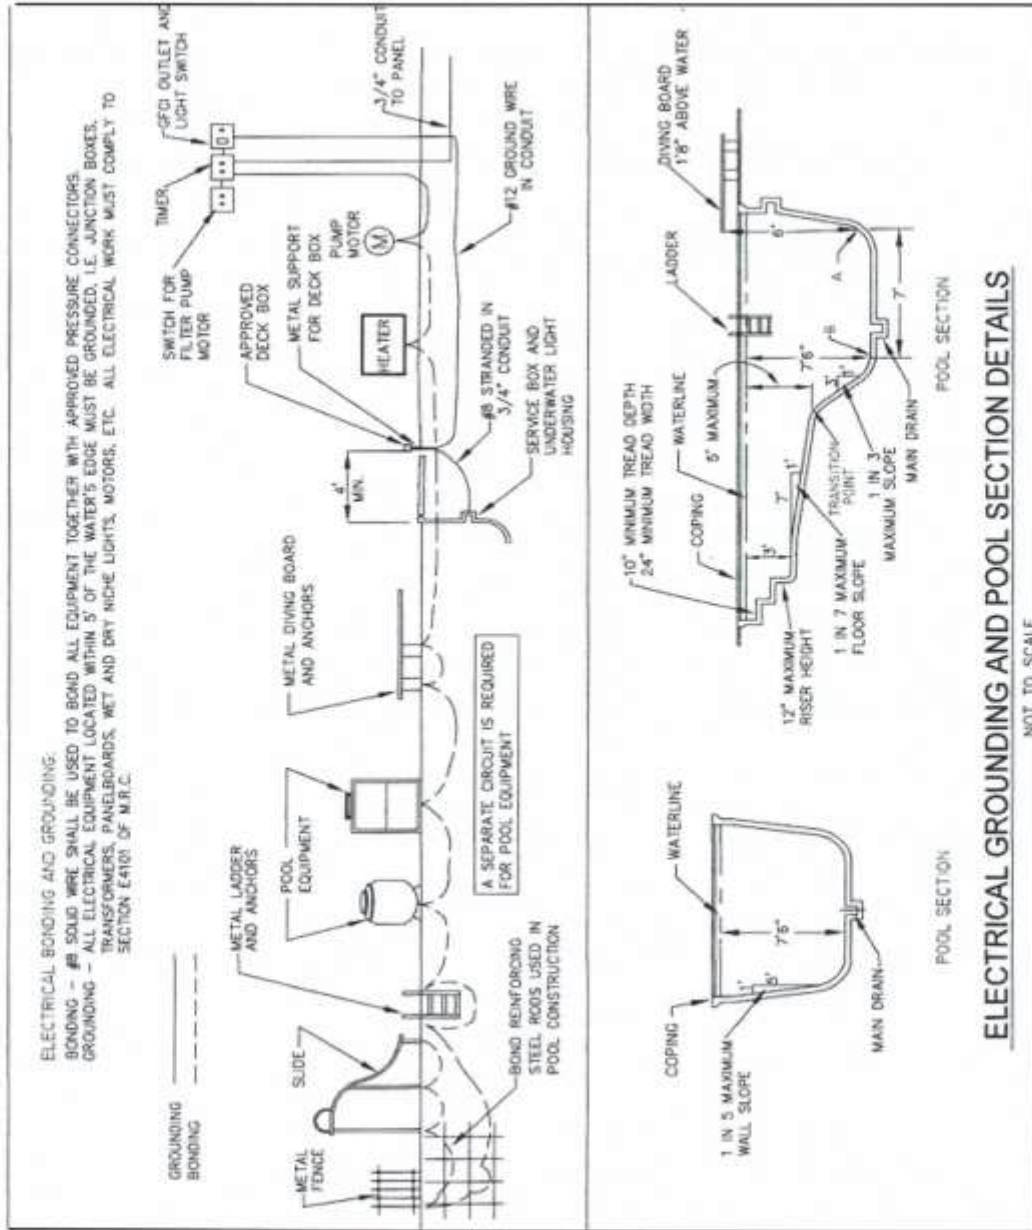 ELECTRICAL BONDING AND GROUNDING:
BONDING - #8 SOLID WIRE SHALL BE USED TO BOND ALL EQUIPMENT TOGETHER WITH APPROVED PRESSURE CONNECTORS.
GROUNDING - ALL ELECTRICAL EQUIPMENT LOCATED WITHIN 5' OF THE WATER'S EDGE MUST BE GROUNDED, I.E. JUNCTION BOXES,
TRANSFORMERS, PANELBOARDS, WET AND DRY NICHE LIGHTS, MOTORS, ETC. ALL ELECTRICAL WORK MUST COMPLY TO
SECTION E4101 OF M.R.C.
GROUNDING
BONDING
METAL
FENCE
SLIDE
METAL LADDER
AND ANCHORS
POOL
EQUIPMENT
METAL DIVING BOARD
AND ANCHORS
4'
MIN.
APPROVED
DECK BOX
METAL SUPPORT
FOR DECK BOX
HEATER
PUMP
MOTOR
M
SWITCH FOR
FILTER PUMP
MOTOR
TIMER
GFCI OUTLET AND
LIGHT SWITCH
3/4" CONDUIT
TO PANEL
BOND REINFORCING
STEEL RODS USED IN
POOL CONSTRUCTION
A SEPARATE CIRCUIT IS REQUIRED
FOR POOL EQUIPMENT
#8 STRANDED IN
3/4" CONDUIT
SERVICE BOX AND
UNDERWATER LIGHT
HOUSING
#12 GROUND WIRE
IN CONDUIT
COPING
WATERLINE
1 IN 5 MAXIMUM
WALL SLOPE
1'
7'6"
MAIN DRAIN
POOL SECTION
10" MINIMUM TREAD DEPTH
24" MINIMUM TREAD WIDTH
COPING
WATERLINE
5' MAXIMUM
LADDER
DIVING BOARD
1'8" ABOVE WATER
3'
7'
1'
7'6"
6'
12" MAXIMUM
RISER HEIGHT
1 IN 7 MAXIMUM
FLOOR SLOPE
TRANSITION
POINT
1 IN 3
MAXIMUM SLOPE
MAIN DRAIN
A
B
7'
POOL SECTION
ELECTRICAL GROUNDING AND POOL SECTION DETAILS
NOT TO SCALE